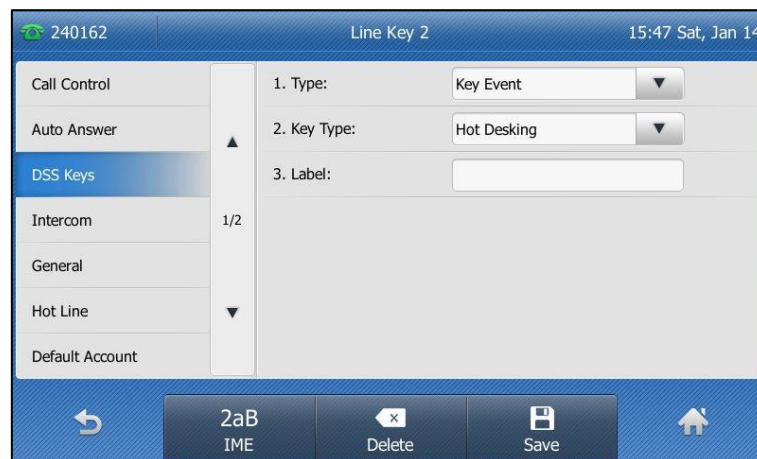 240162 Line Key 2 15:47 Sat, Jan 14
Call Control
Auto Answer
DSS Keys
Intercom
General
Hot Line
Default Account
1/2
1. Type: Key Event
2. Key Type: Hot Desking
3. Label:
2aB
IME
Delete
Save